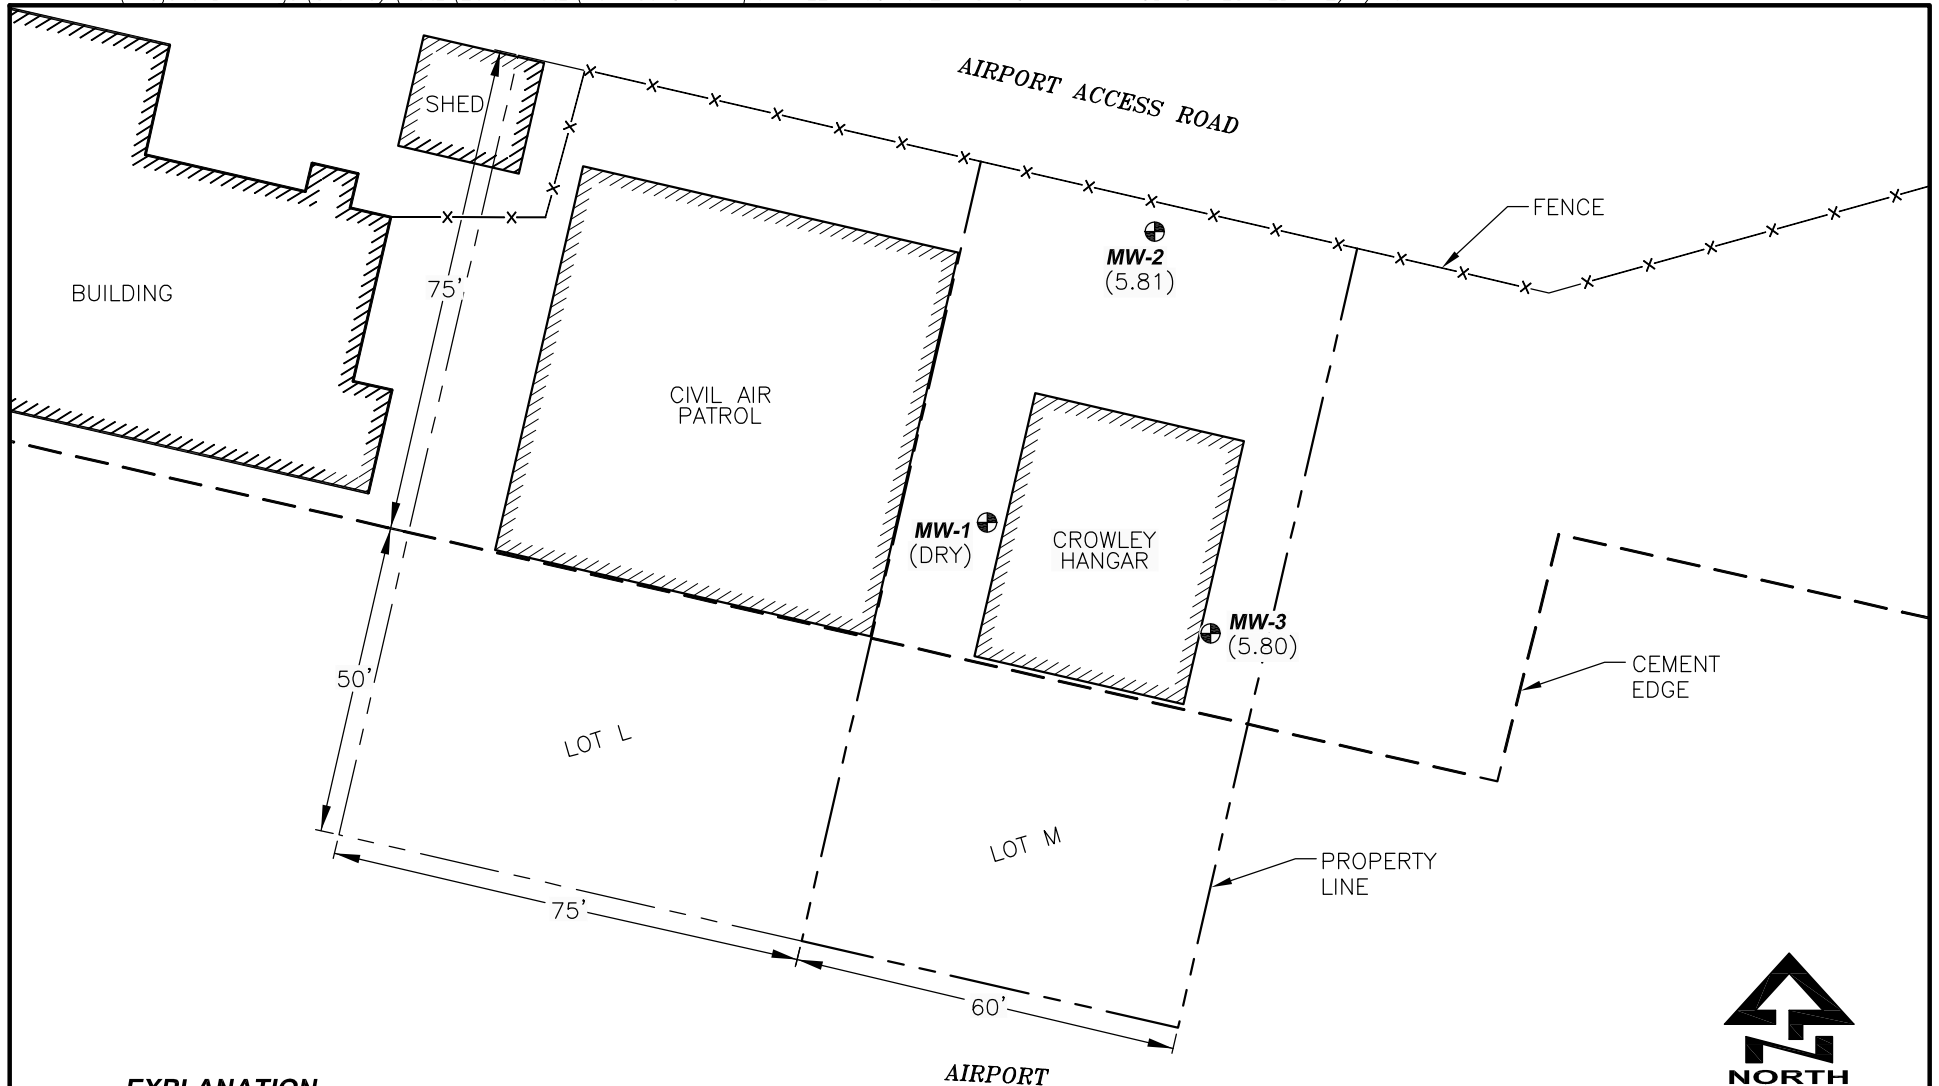 AIRPORT ACCESS ROAD
SHED
FENCE
MW-2
(5.81)
75'
BUILDING
CIVIL AIR
PATROL
MW-1
(DRY)
CROWLEY
HANGAR
MW-3
(5.80)
CEMENT
EDGE
50'
LOT L
LOT M
PROPERTY
LINE
75'
60'
AIRPORT
NORTH
EXPLANATION